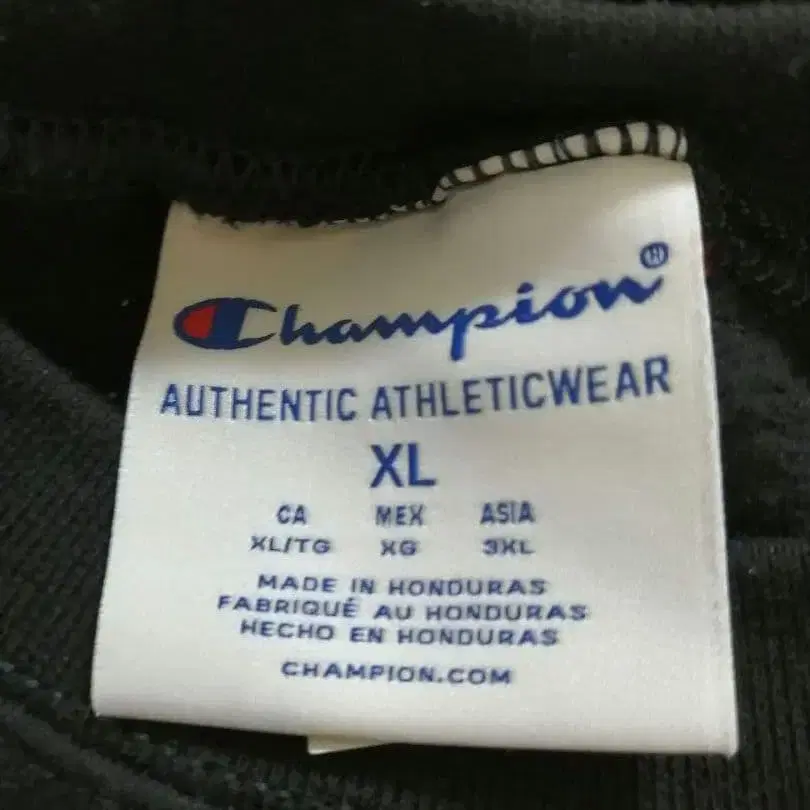 Champion®
AUTHENTIC ATHLETICWEAR
XL
CA MEX ASIA
XL/TG XG 3XL
MADE IN HONDURAS
FABRIQUÉ AU HONDURAS
HECHO EN HONDURAS
CHAMPION.COM